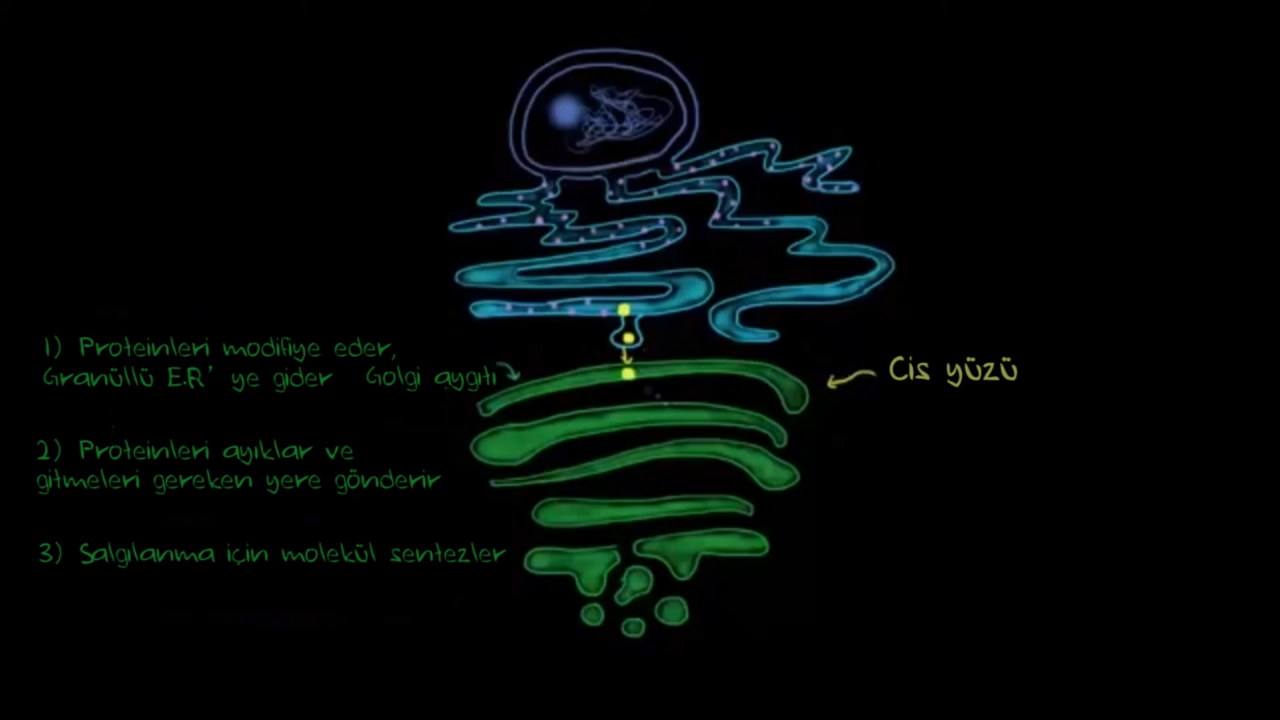 1) Proteinleri modifiye eder,
Granüllü E.R' ye gider
Golgi aygıtı
Cis yüzü
2) Proteinleri ayıklar ve
gitmeleri gereken yere gönderir
3) Salgılanma için molekül sentezler